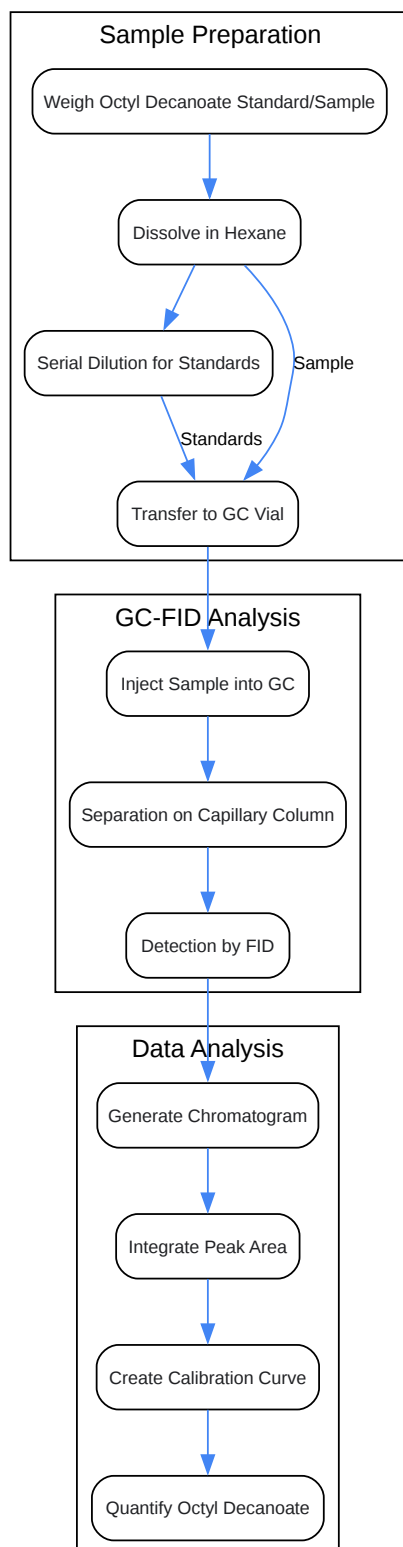 Sample Preparation
Weigh Octyl Decanoate Standard/Sample
Dissolve in Hexane
Serial Dilution for Standards
Sample
Standards
Transfer to GC Vial
GC-FID Analysis
Inject Sample into GC
Separation on Capillary Column
Detection by FID
Data Analysis
Generate Chromatogram
Integrate Peak Area
Create Calibration Curve
Quantify Octyl Decanoate